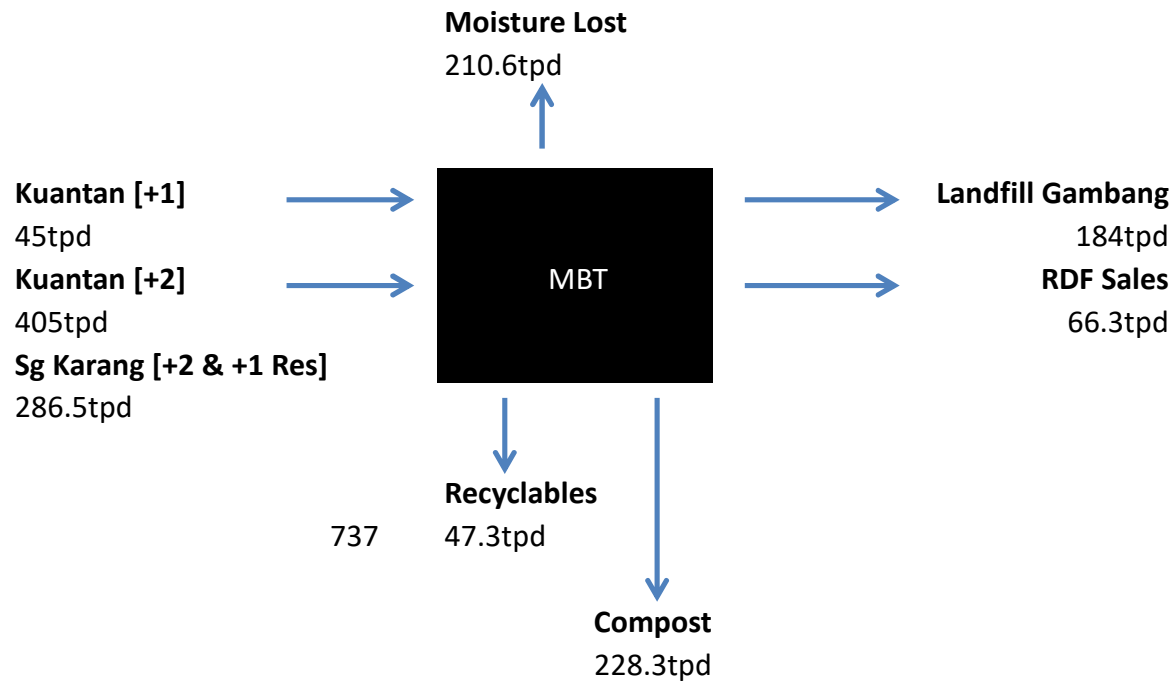 Moisture Lost
210.6tpd
Kuantan [+1]
45tpd
Kuantan [+2]
405tpd
Sg Karang [+2 & +1 Res]
286.5tpd
MBT
Landfill Gambang
184tpd
RDF Sales
66.3tpd
Recyclables
737 47.3tpd
Compost
228.3tpd